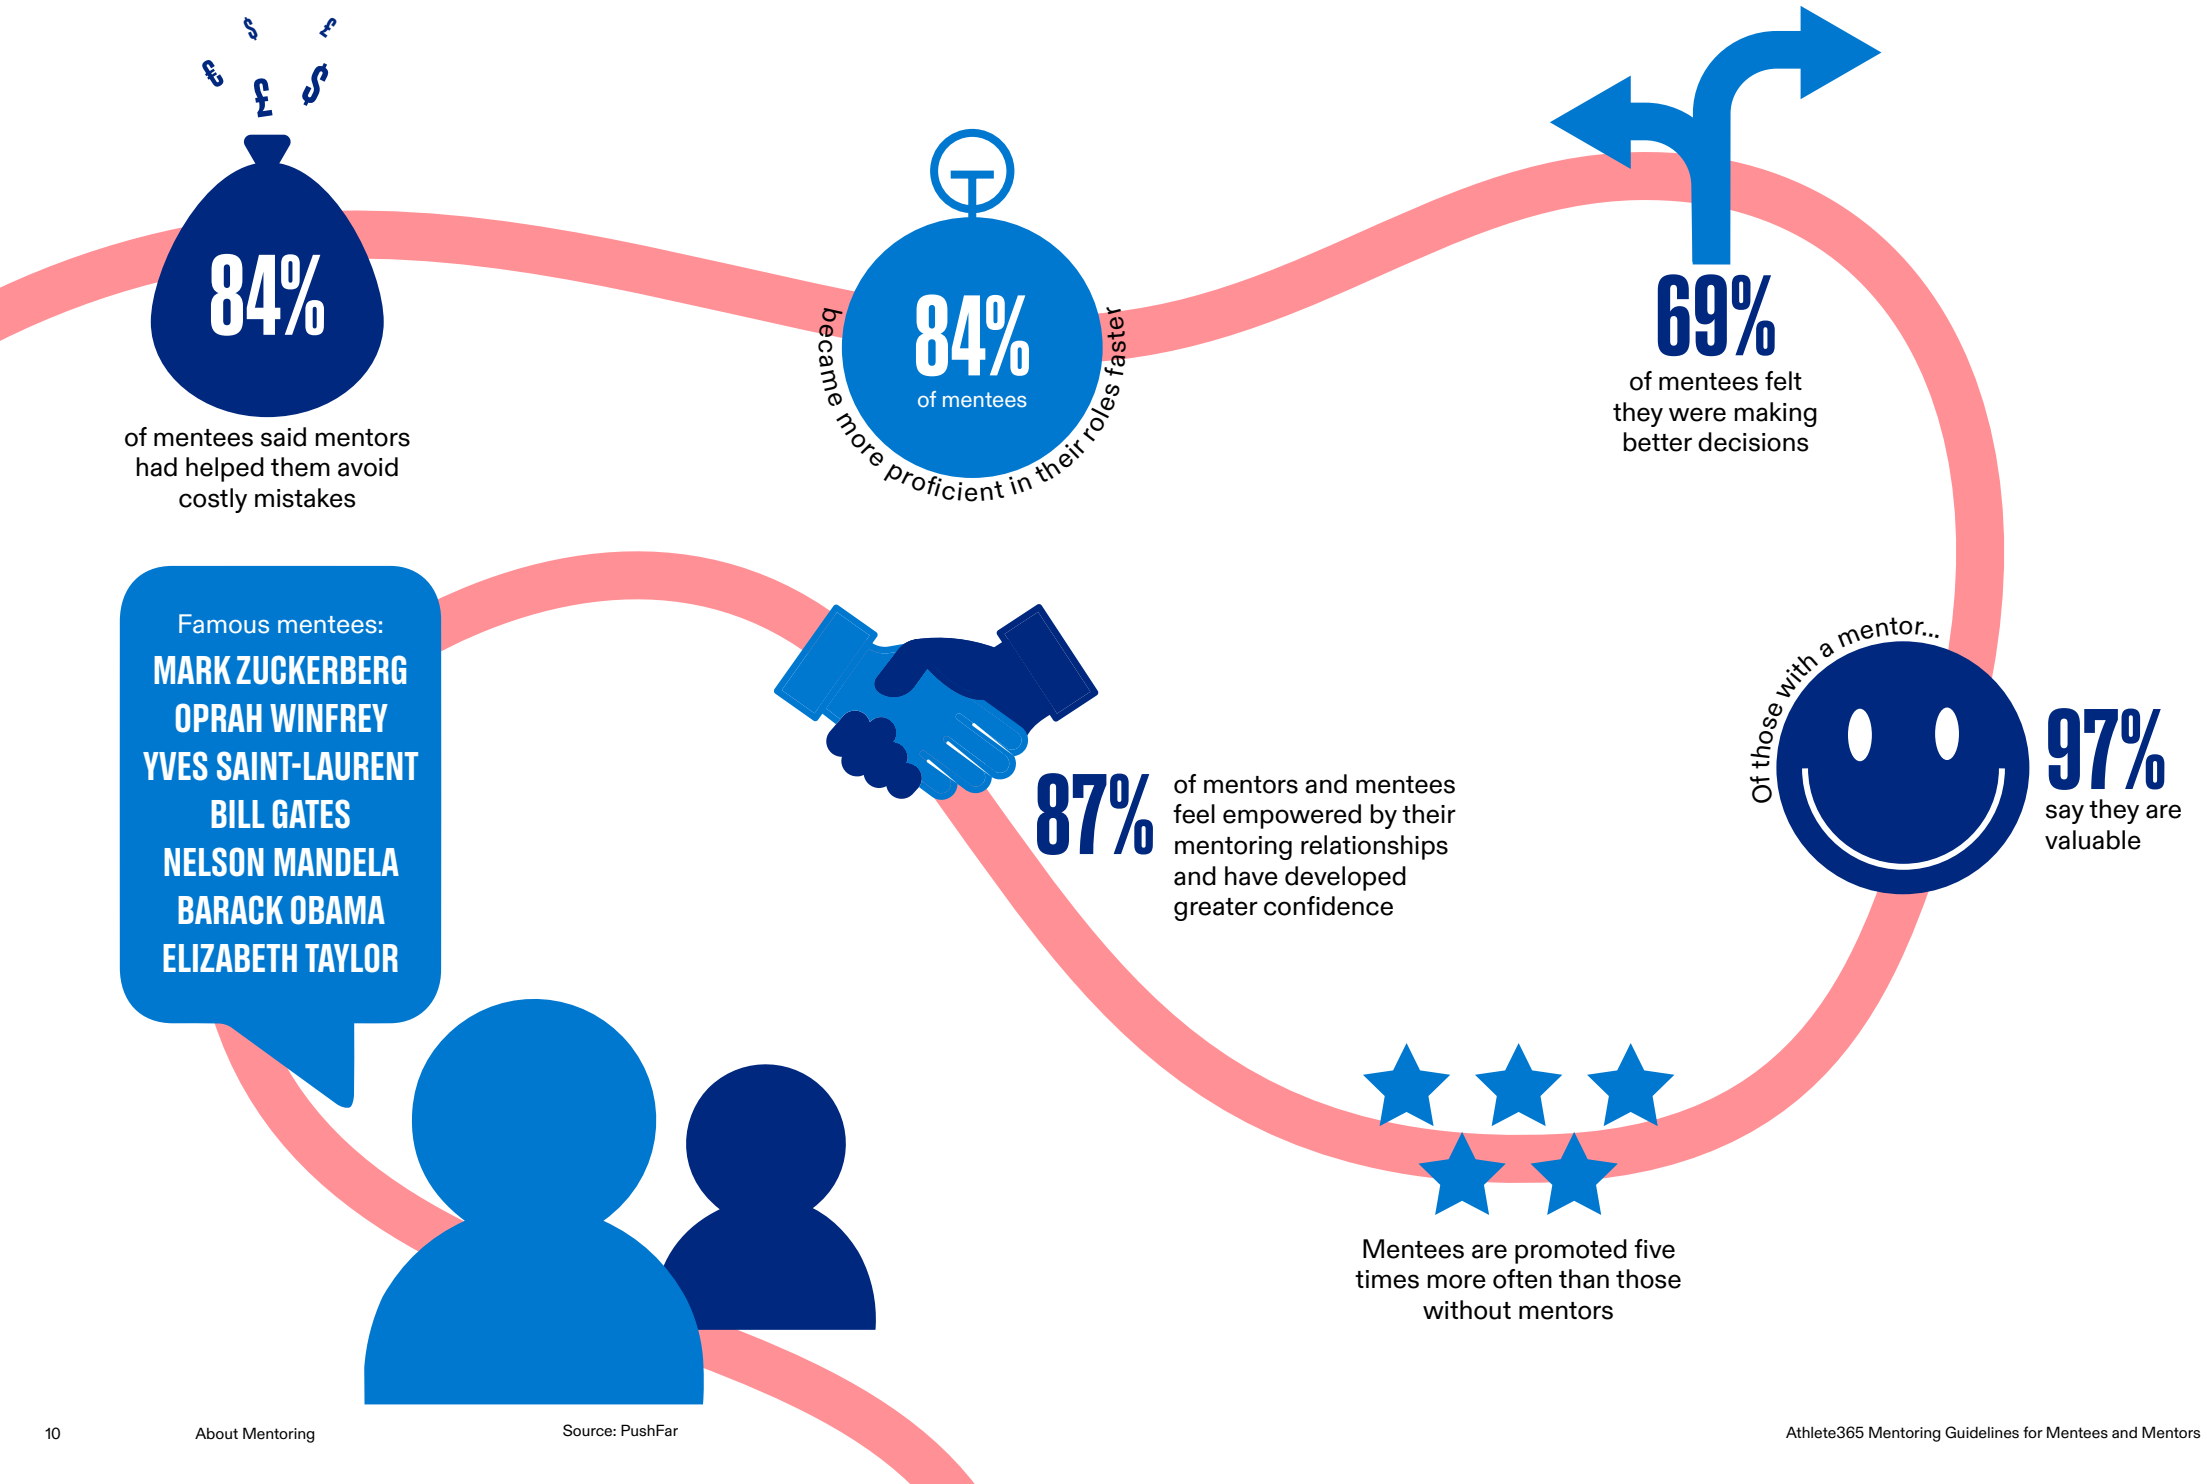 $
£
€
£
$
84%
of mentees said mentors
had helped them avoid
costly mistakes
84%
of mentees
became more proficient in their roles faster
69%
of mentees felt
they were making
better decisions
Of those with a mentor...
97%
say they are
valuable
Mentees are promoted five
times more often than those
without mentors
87%
of mentors and mentees
feel empowered by their
mentoring relationships
and have developed
greater confidence
Famous mentees:
MARK ZUCKERBERG
OPRAH WINFREY
YVES SAINT-LAURENT
BILL GATES
NELSON MANDELA
BARACK OBAMA
ELIZABETH TAYLOR
10
About Mentoring
Source: PushFar
Athlete365 Mentoring Guidelines for Mentees and Mentors